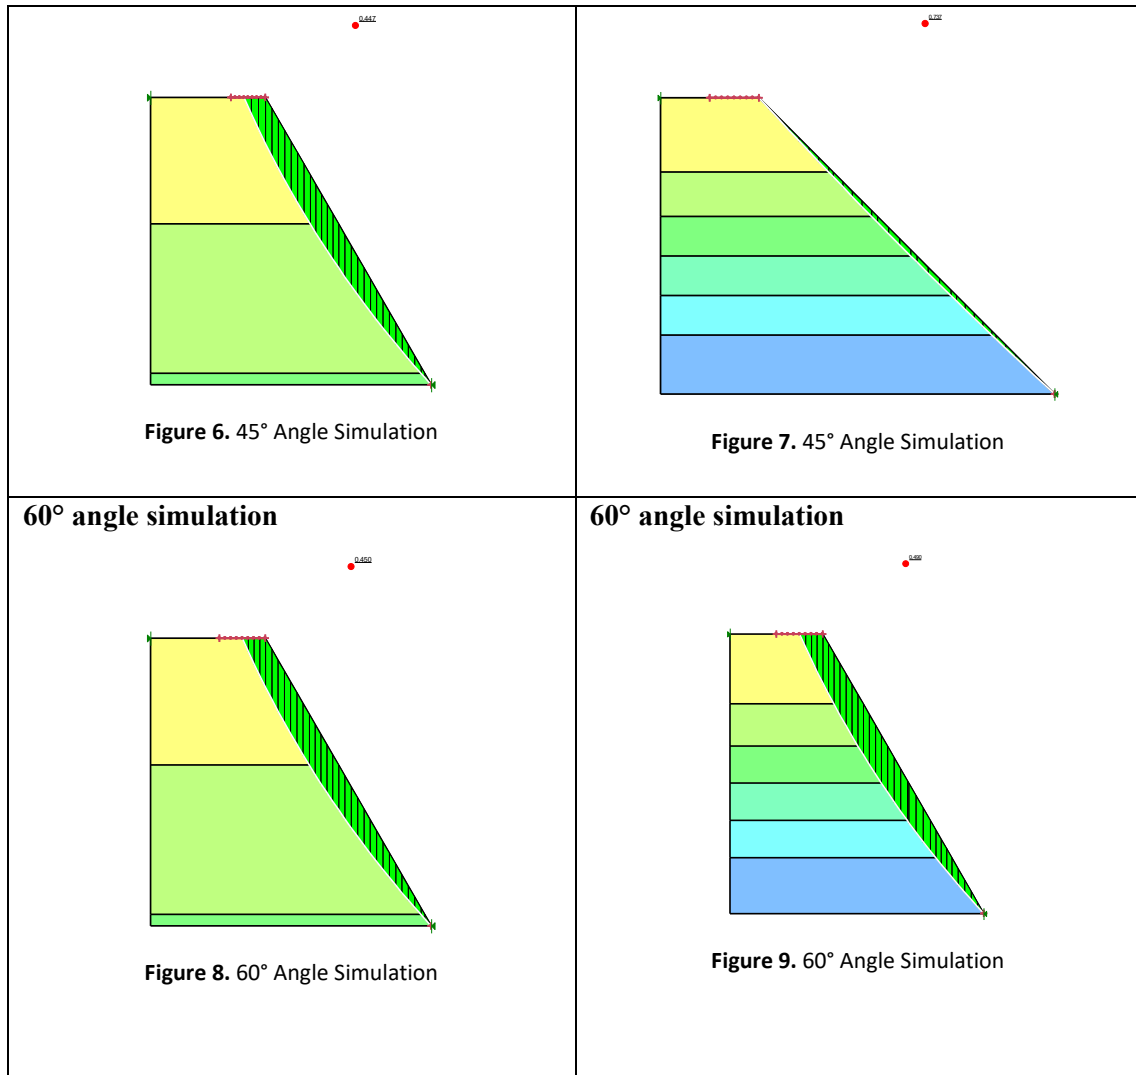 0.447
0.737
Figure 6. 45° Angle Simulation
Figure 7. 45° Angle Simulation
60° angle simulation
60° angle simulation
0.450
0.490
Figure 8. 60° Angle Simulation
Figure 9. 60° Angle Simulation